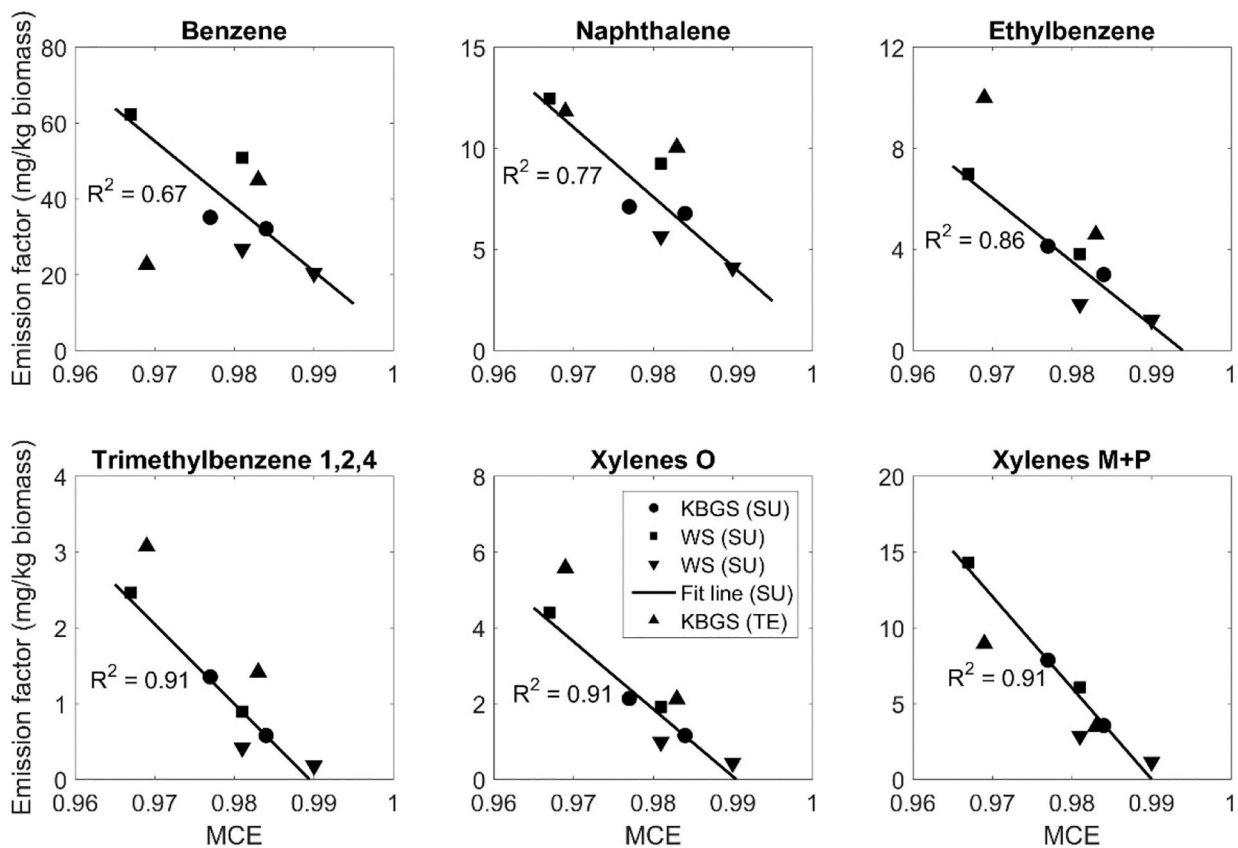 Benzene
Naphthalene
Ethylbenzene
Emission factor (mg/kg biomass)
80
60
40
20
0
R² = 0.67
0.96 0.97 0.98 0.99 1
15
10
5
0
R² = 0.77
0.96 0.97 0.98 0.99 1
12
8
4
0
R² = 0.86
0.96 0.97 0.98 0.99 1
Trimethylbenzene 1,2,4
Xylenes O
Xylenes M+P
Emission factor (mg/kg biomass)
4
3
2
1
0
R² = 0.91
0.96 0.97 0.98 0.99 1
MCE
8
6
4
2
0
KBGS (SU)
WS (SU)
WS (SU)
Fit line (SU)
KBGS (TE)
R² = 0.91
0.96 0.97 0.98 0.99 1
MCE
20
15
10
5
0
R² = 0.91
0.96 0.97 0.98 0.99 1
MCE